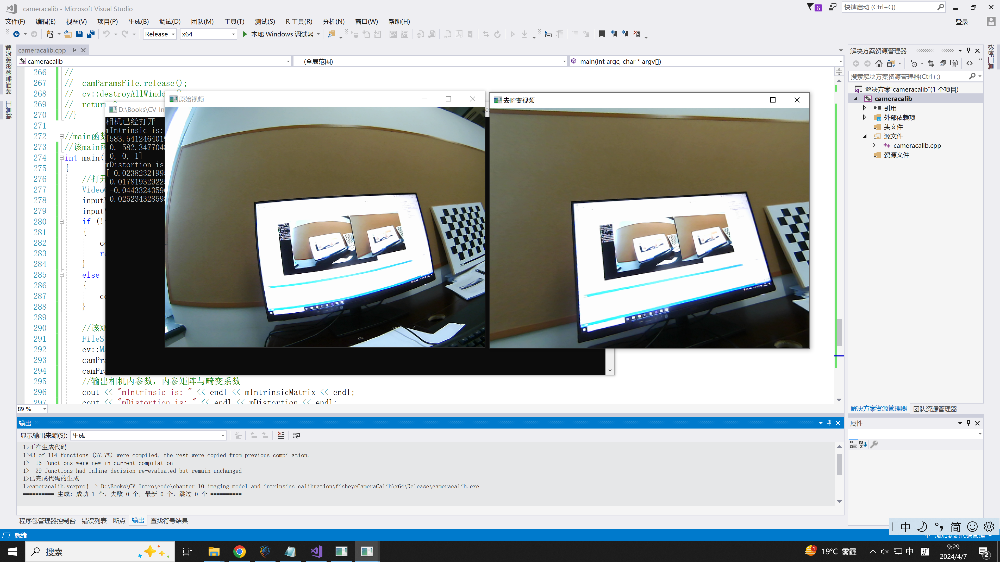 cameracalib - Microsoft Visual Studio
6
快速启动 (Ctrl+Q)
文件(F) 编辑(E) 视图(V) 项目(P) 生成(B) 调试(D) 团队(M) 工具(T) 测试(S) R 工具(R) 分析(N) 窗口(W) 帮助(H)
登录
Release x64 本地 Windows 调试器
服务器资源管理器
工具箱
诊断工具
cameracalib.cpp
cameracalib (全局范围) main(int argc, char * argv[])
266 //
267 // camParamsFile.release();
268 // cv::destroyAllWindo
269 // return
270 //}
271
272 //main函数
273 //该main函
274 int main(
275 {
276 //打开
277 Video
278 input
279 input
280 if (!
281 {
282 c
283 re
284 }
285 else
286 {
287 c
288 }
289
290 //该XM
291 FileS
292 cv::Ma
293 camPra
294 camPra
295 //输出相机内参数，内参矩阵与畸变系数
296 cout << "mIntrinsic is: " << endl << mIntrinsicMatrix << endl;
297 cout << "mDistortion is: " << endl << mDistortion << endl;
D:\Books\CV-In
相机已经打开
mIntrinsic is:
[583.541246401
0, 582.347704
0, 0, 1]
mDistortion is
[-0.0238232199
0.01781932922
-0.0443324359
0.02523432859
原始视频
去畸变视频
89 %
输出
显示输出来源(S): 生成
1>正在生成代码
1>43 of 114 functions (37.7%) were compiled, the rest were copied from previous compilation.
1> 15 functions were new in current compilation
1> 29 functions had inline decision re-evaluated but remain unchanged
1>已完成代码的生成
1>cameracalib.vcxproj -> D:\Books\CV-Intro\code\chapter-10-imaging model and intrinsics calibration\fisheyeCameraCalib\x64\Release\cameracalib.exe
========== 生成: 成功 1 个，失败 0 个，最新 0 个，跳过 0 个 ==========
程序包管理器控制台 错误列表 断点 输出 查找符号结果
就绪
解决方案资源管理器
搜索解决方案资源管理器(Ctrl+;)
解决方案"cameracalib"(1 个项目)
cameracalib
引用
外部依赖项
头文件
源文件
cameracalib.cpp
资源文件
解决方案资源管理器 团队资源管理器
属性
中 简
添加到源代码管理
搜索
1
19°C 雾霾
中 拼
9:29
2024/4/7
2